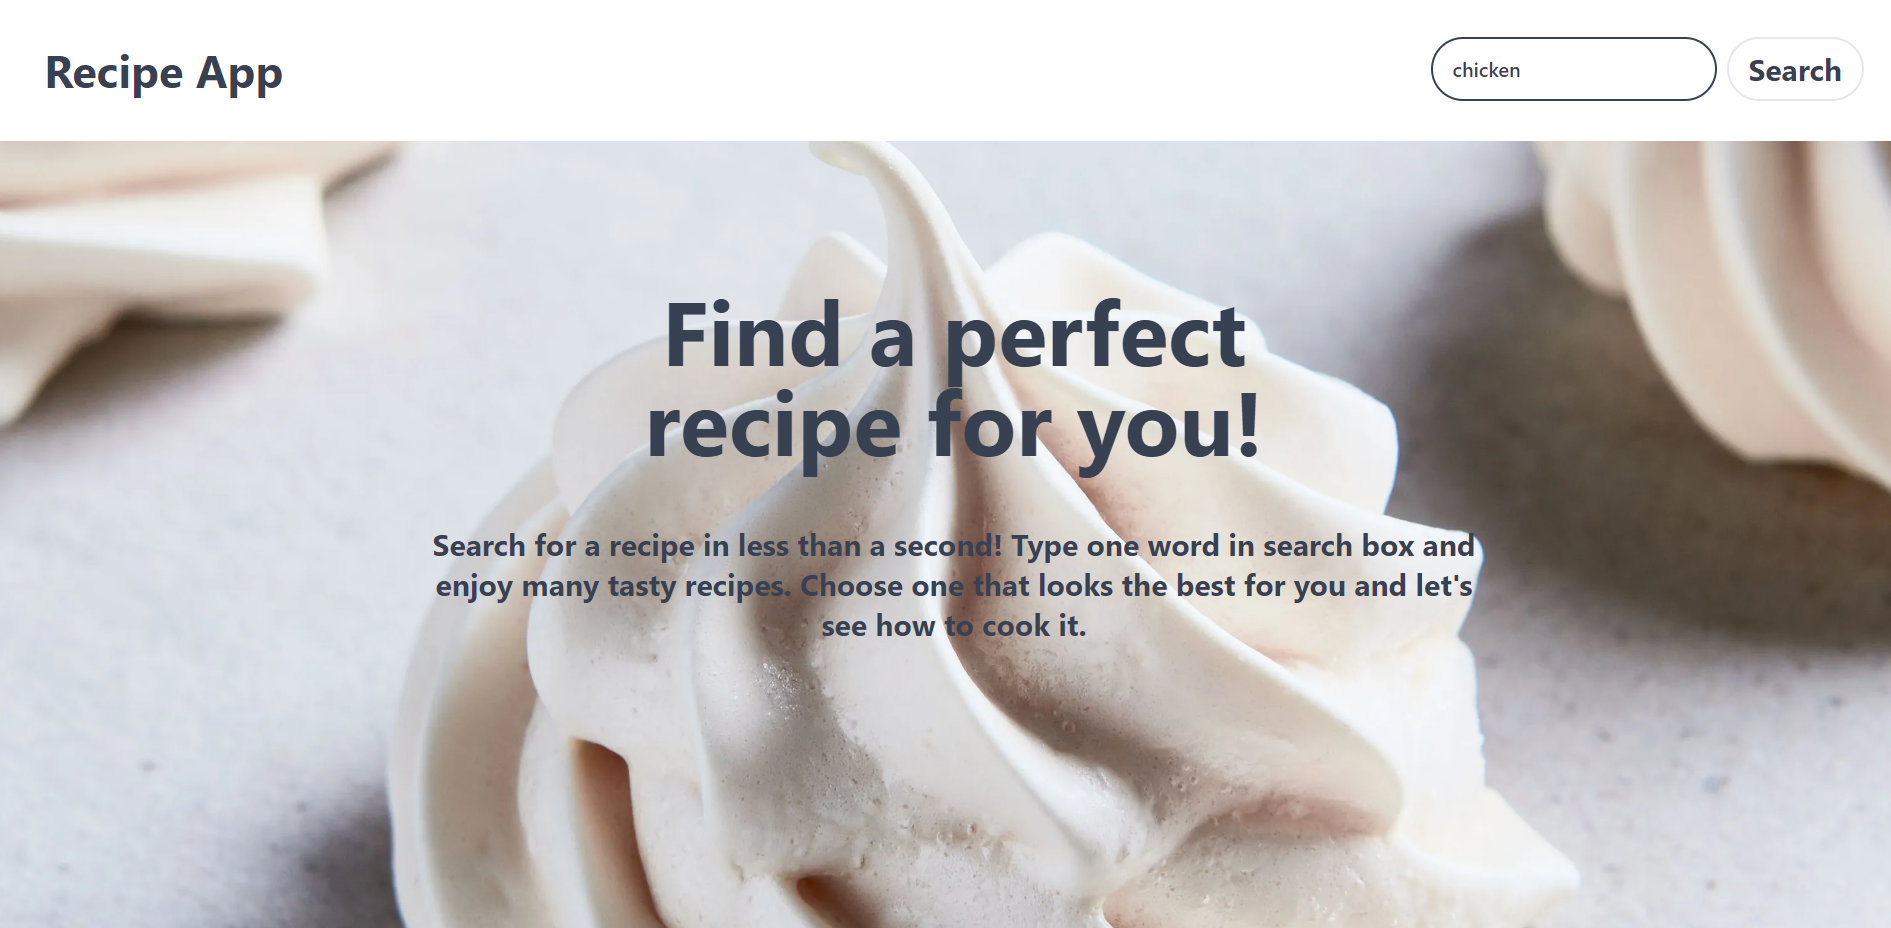 Recipe App
chicken
Search
Find a perfect
recipe for you!
Search for a recipe in less than a second! Type one word in search box and
enjoy many tasty recipes. Choose one that looks the best for you and let's
see how to cook it.